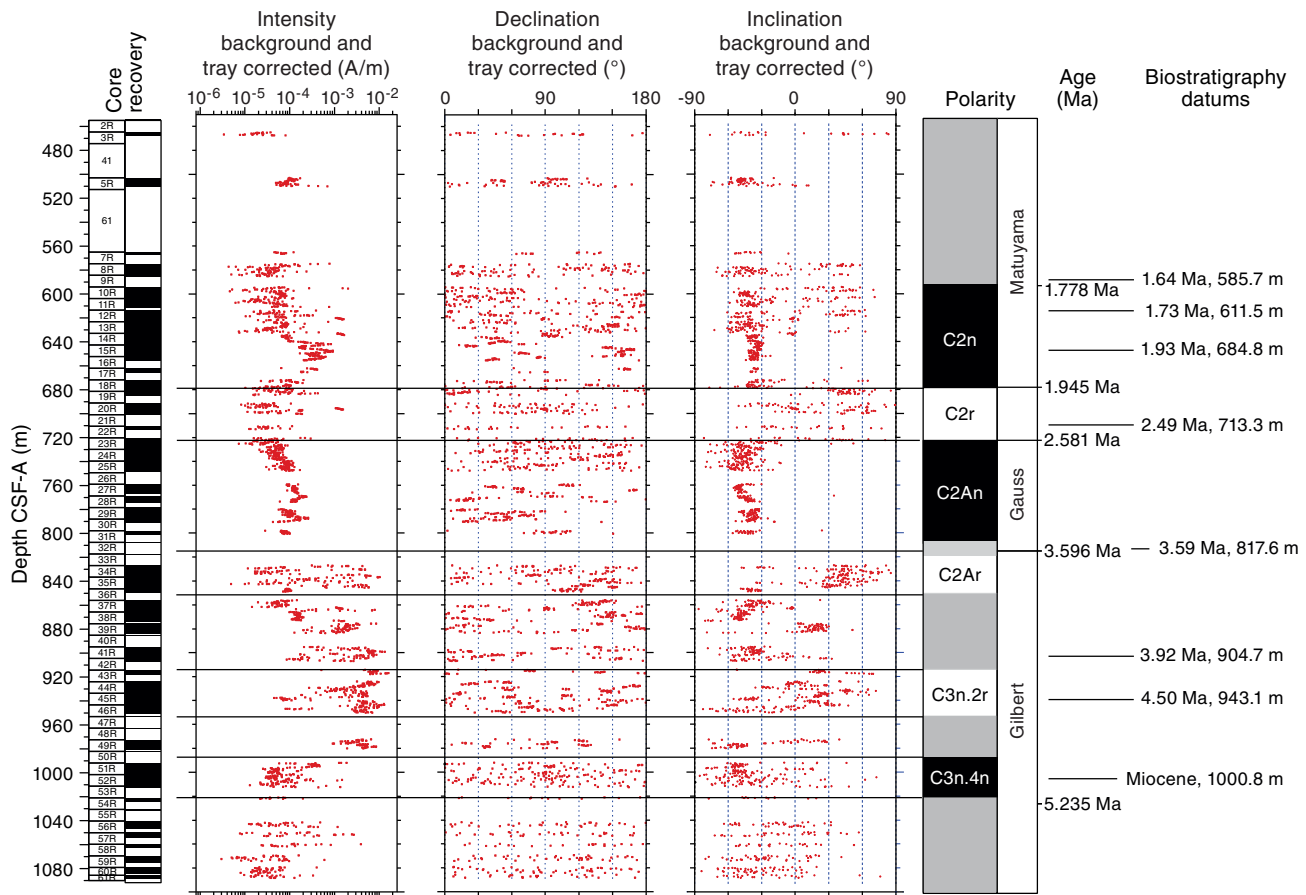 Intensity
background and
tray corrected (A/m)
Declination
background and
tray corrected (°)
Inclination
background and
tray corrected (°)
Core
recovery
10-6 10-5 10-4 10-3 10-2
0 90 180
-90 0 90
Polarity
Age
(Ma)
Biostratigraphy
datums
Depth CSF-A (m)
480
520
560
600
640
680
720
760
800
840
880
920
960
1000
1040
1080
2R
3R
41
5R
61
7R
8R
9R
10R
11R
12R
13R
14R
15R
16R
17R
18R
19R
20R
21R
22R
23R
24R
25R
26R
27R
28R
29R
30R
31R
32R
33R
34R
35R
36R
37R
38R
39R
40R
41R
42R
43R
44R
45R
46R
47R
48R
49R
50R
51R
52R
53R
54R
55R
56R
57R
58R
59R
60R
61R
C2n
C2r
C2An
C2Ar
C3n.2r
C3n.4n
Matuyama
Gauss
Gilbert
1.778 Ma
1.945 Ma
2.581 Ma
3.596 Ma
5.235 Ma
1.64 Ma, 585.7 m
1.73 Ma, 611.5 m
1.93 Ma, 684.8 m
2.49 Ma, 713.3 m
3.59 Ma, 817.6 m
3.92 Ma, 904.7 m
4.50 Ma, 943.1 m
Miocene, 1000.8 m